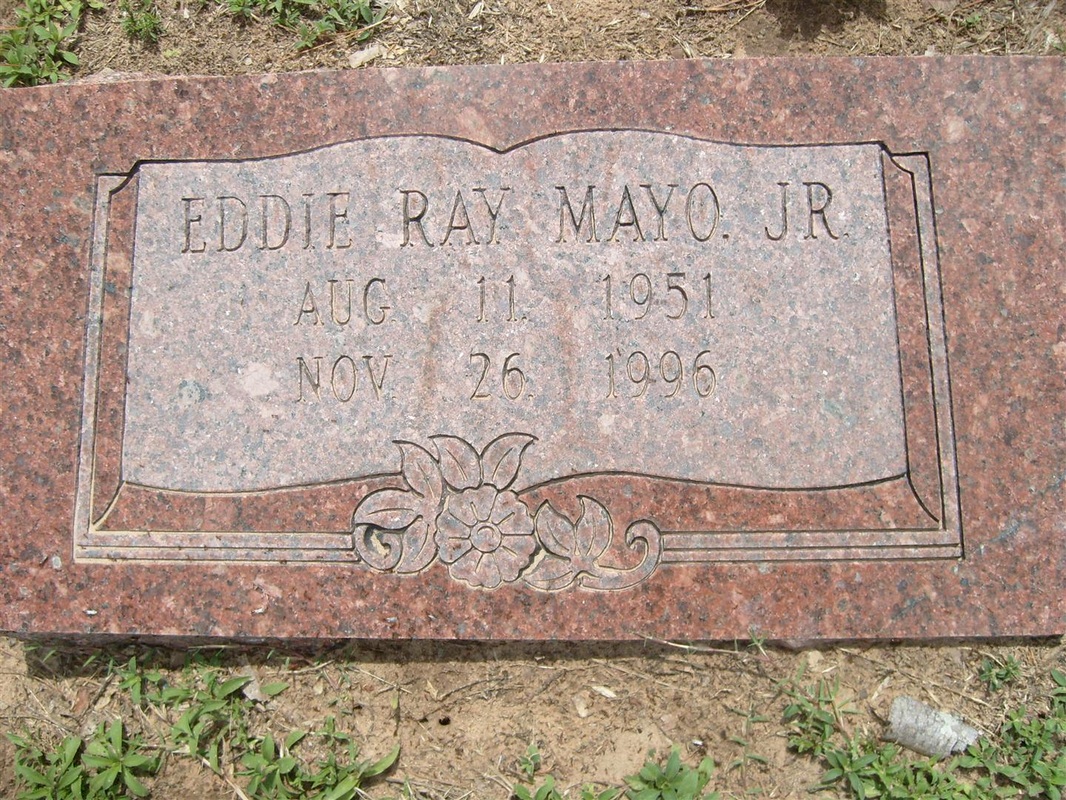 EDDIE RAY MAYO. JR.
AUG. 11. 1951
NOV. 26. 1996